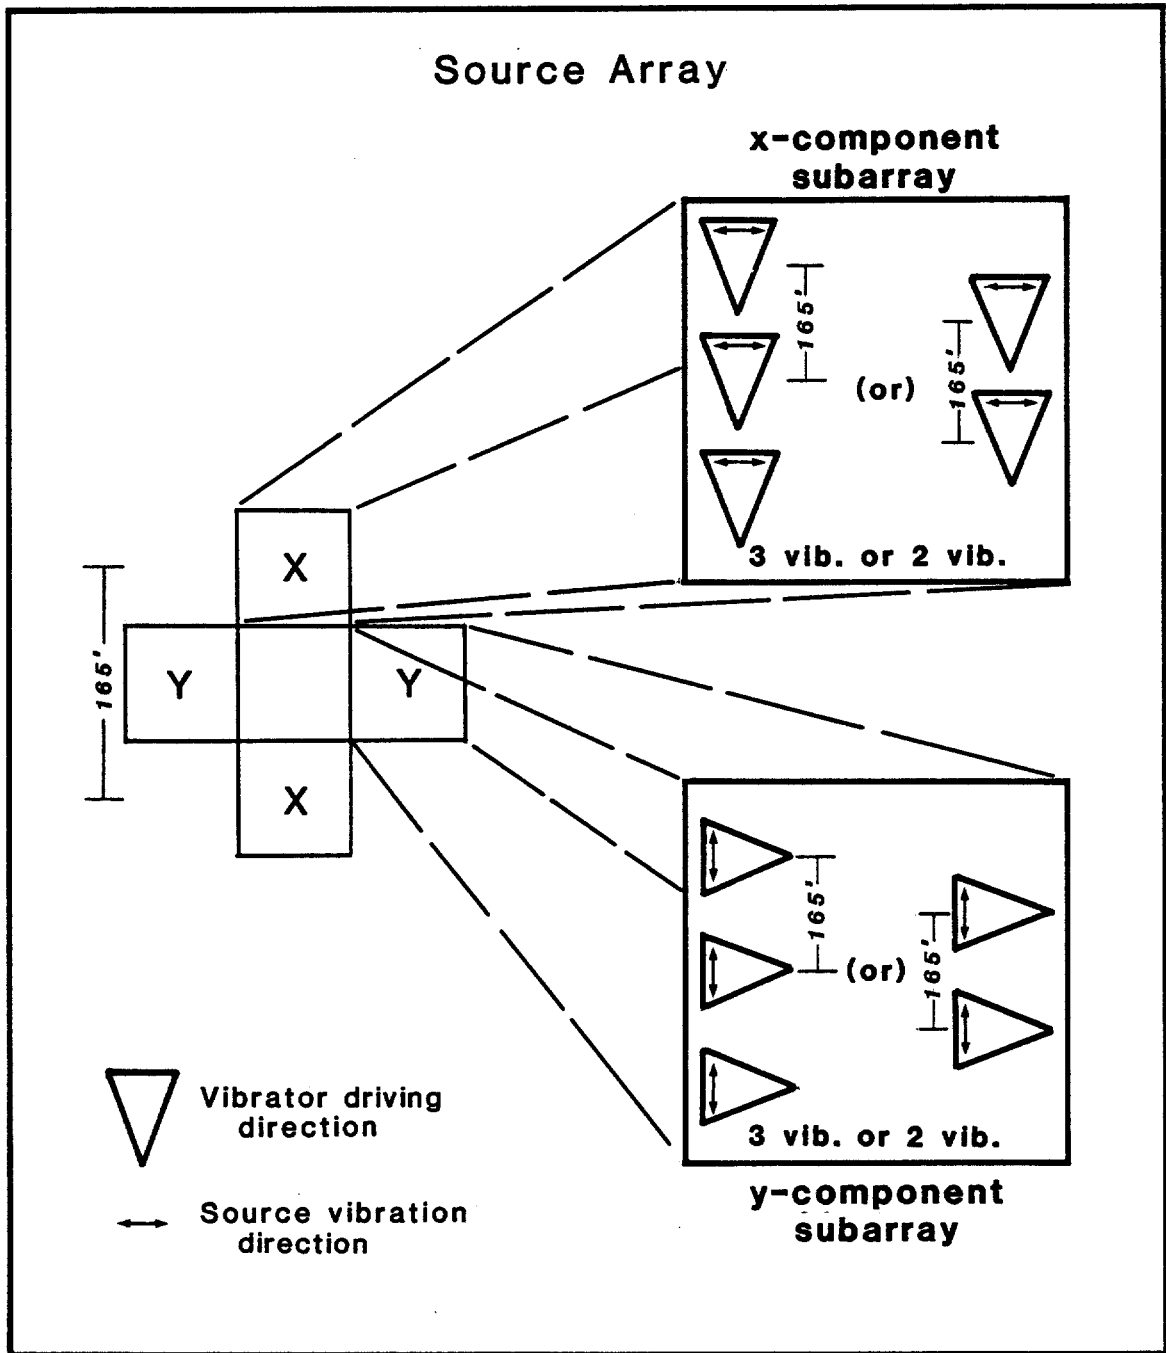 Source Array
x-component
subarray
165'
(or)
165'
3 vib. or 2 vib.
X
165'
Y
Y
X
165'
(or)
165'
3 vib. or 2 vib.
y-component
subarray
Vibrator driving
direction
Source vibration
direction